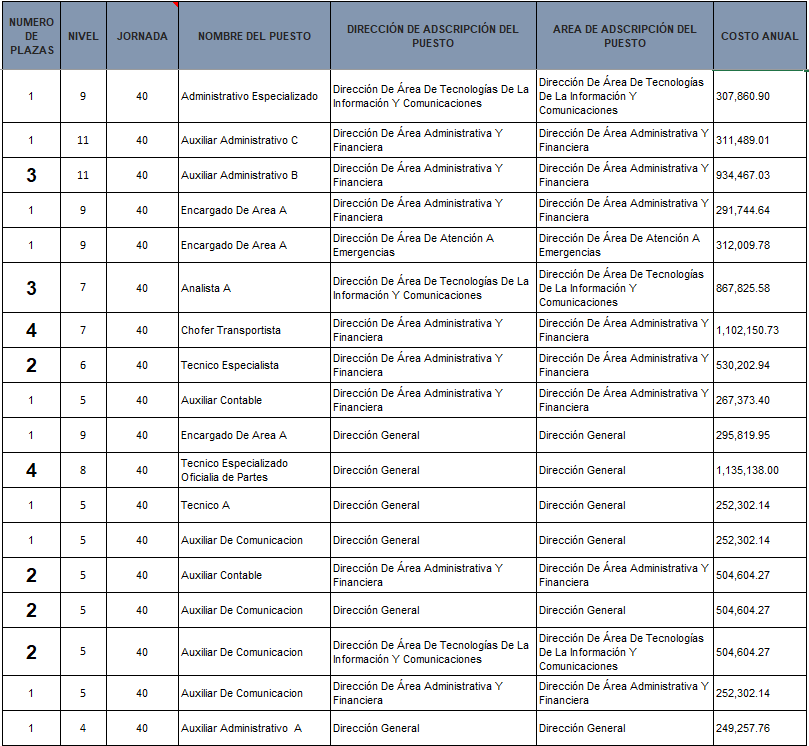 NUMERO DE PLAZAS | NIVEL | JORNADA | NOMBRE DEL PUESTO | DIRECCIÓN DE ADSCRIPCIÓN DEL PUESTO | AREA DE ADSCRIPCIÓN DEL PUESTO | COSTO ANUAL
1 | 9 | 40 | Administrativo Especializado | Dirección De Área De Tecnologías De La Información Y Comunicaciones | Dirección De Área De Tecnologías De La Información Y Comunicaciones | 307,860.90
1 | 11 | 40 | Auxiliar Administrativo C | Dirección De Área Administrativa Y Financiera | Dirección De Área Administrativa Y Financiera | 311,489.01
3 | 11 | 40 | Auxiliar Administrativo B | Dirección De Área Administrativa Y Financiera | Dirección De Área Administrativa Y Financiera | 934,467.03
1 | 9 | 40 | Encargado De Area A | Dirección De Área Administrativa Y Financiera | Dirección De Área Administrativa Y Financiera | 291,744.64
1 | 9 | 40 | Encargado De Area A | Dirección De Área De Atención A Emergencias | Dirección De Área De Atención A Emergencias | 312,009.78
3 | 7 | 40 | Analista A | Dirección De Área De Tecnologías De La Información Y Comunicaciones | Dirección De Área De Tecnologías De La Información Y Comunicaciones | 867,825.58
4 | 7 | 40 | Chofer Transportista | Dirección De Área Administrativa Y Financiera | Dirección De Área Administrativa Y Financiera | 1,102,150.73
2 | 6 | 40 | Tecnico Especialista | Dirección De Área Administrativa Y Financiera | Dirección De Área Administrativa Y Financiera | 530,202.94
1 | 5 | 40 | Auxiliar Contable | Dirección De Área Administrativa Y Financiera | Dirección De Área Administrativa Y Financiera | 267,373.40
1 | 9 | 40 | Encargado De Area A | Dirección General | Dirección General | 295,819.95
4 | 8 | 40 | Tecnico Especializado Oficialia de Partes | Dirección General | Dirección General | 1,135,138.00
1 | 5 | 40 | Tecnico A | Dirección General | Dirección General | 252,302.14
1 | 5 | 40 | Auxiliar De Comunicacion | Dirección General | Dirección General | 252,302.14
2 | 5 | 40 | Auxiliar Contable | Dirección De Área Administrativa Y Financiera | Dirección De Área Administrativa Y Financiera | 504,604.27
2 | 5 | 40 | Auxiliar De Comunicacion | Dirección General | Dirección General | 504,604.27
2 | 5 | 40 | Auxiliar De Comunicacion | Dirección De Área De Tecnologías De La Información Y Comunicaciones | Dirección De Área De Tecnologías De La Información Y Comunicaciones | 504,604.27
1 | 5 | 40 | Auxiliar De Comunicacion | Dirección De Área Administrativa Y Financiera | Dirección De Área Administrativa Y Financiera | 252,302.14
1 | 4 | 40 | Auxiliar Administrativo A | Dirección General | Dirección General | 249,257.76